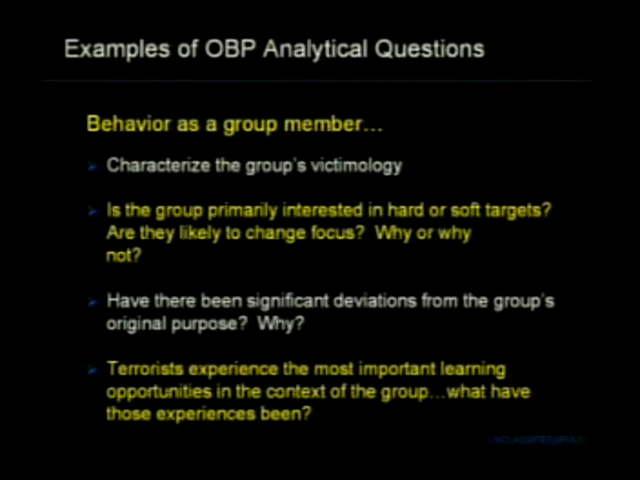 Examples of OBP Analytical Questions
Behavior as a group member…
Characterize the group's victimology
Is the group primarily interested in hard or soft targets?
Are they likely to change focus? Why or why
not?
Have there been significant deviations from the group's
original purpose? Why?
Terrorists experience the most important learning
opportunities in the context of the group…what have
those experiences been?